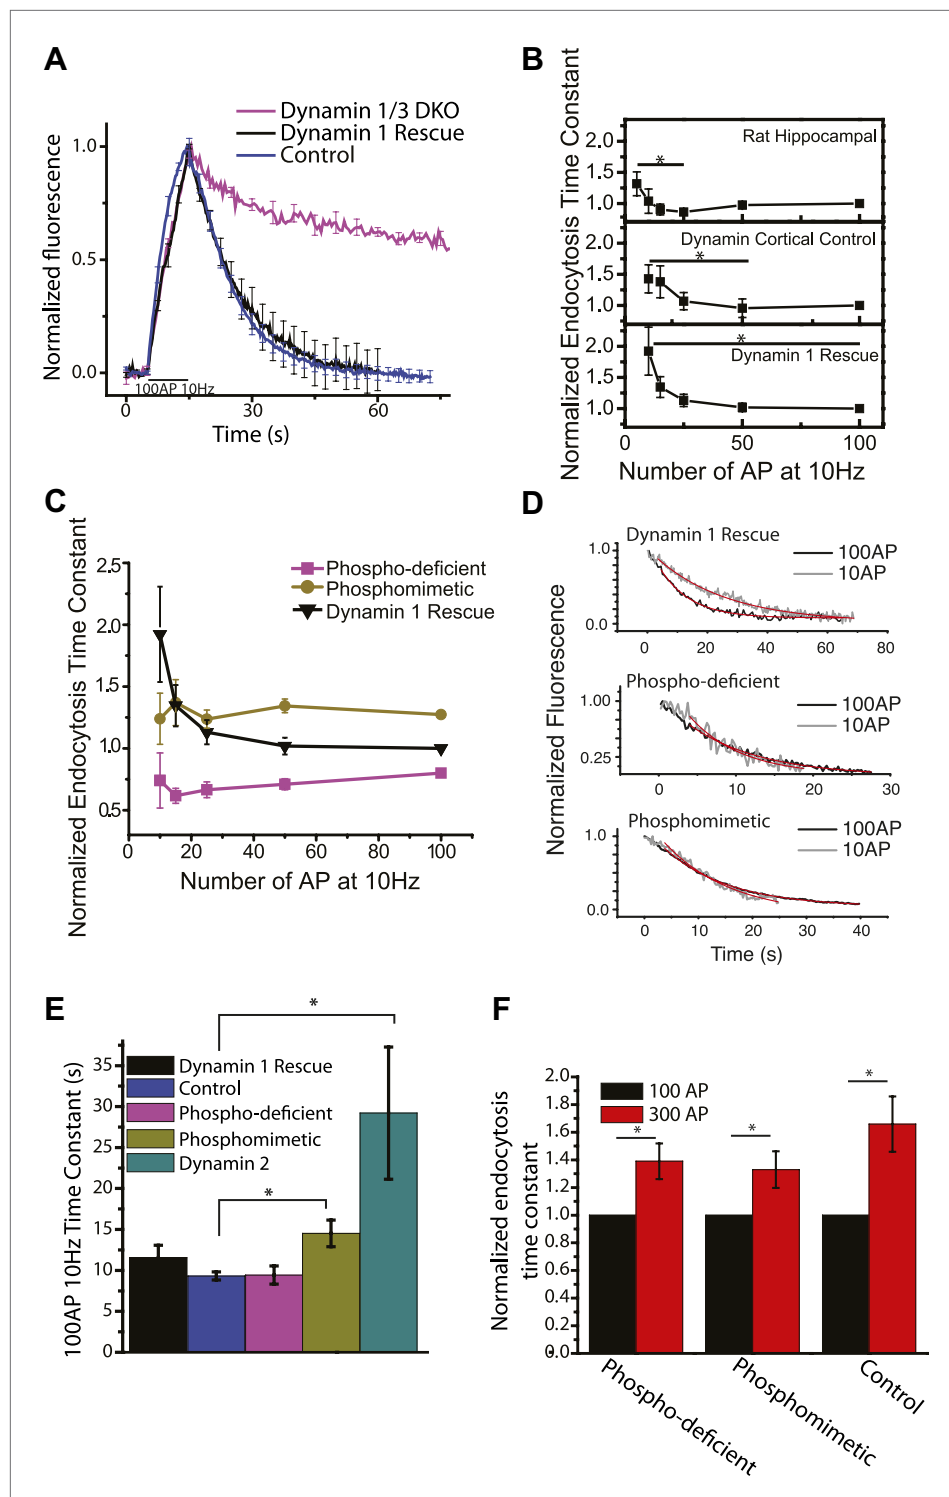 A
Dynamin 1/3 DKO
Dynamin 1 Rescue
Control
Normalized fluorescence
1.0
0.5
0.0
100AP 10Hz
0
30
60
Time (s)
B
Normalized Endocytosis Time Constant
Rat Hippocampal
*
2.0
1.5
1.0
Dynamin Cortical Control
*
2.0
1.5
1.0
*
Dynamin 1 Rescue
2.0
1.5
1.0
0
50
100
Number of AP at 10Hz
C
Normalized Endocytosis Time Constant
2.5
2.0
1.5
1.0
0.5
Phospho-deficient
Phosphomimetic
Dynamin 1 Rescue
0
20
40
60
80
100
Number of AP at 10Hz
D
Normalized Fluorescence
Dynamin 1 Rescue
100AP
10AP
1.0
0.0
0
20
40
60
80
Phospho-deficient
100AP
10AP
1.00
0.25
0
10
20
30
Phosphomimetic
100AP
10AP
1.0
0.0
0
10
20
30
40
Time (s)
E
100AP 10Hz Time Constant (s)
35
30
25
20
15
10
5
0
Dynamin 1 Rescue
Control
Phospho-deficient
Phosphomimetic
Dynamin 2
*
*
F
Normalized endocytosis
time constant
2.0
1.8
1.6
1.4
1.2
1.0
0.8
0.6
0.4
0.2
0.0
100 AP
300 AP
*
*
*
Phospho-deficient
Phosphomimetic
Control